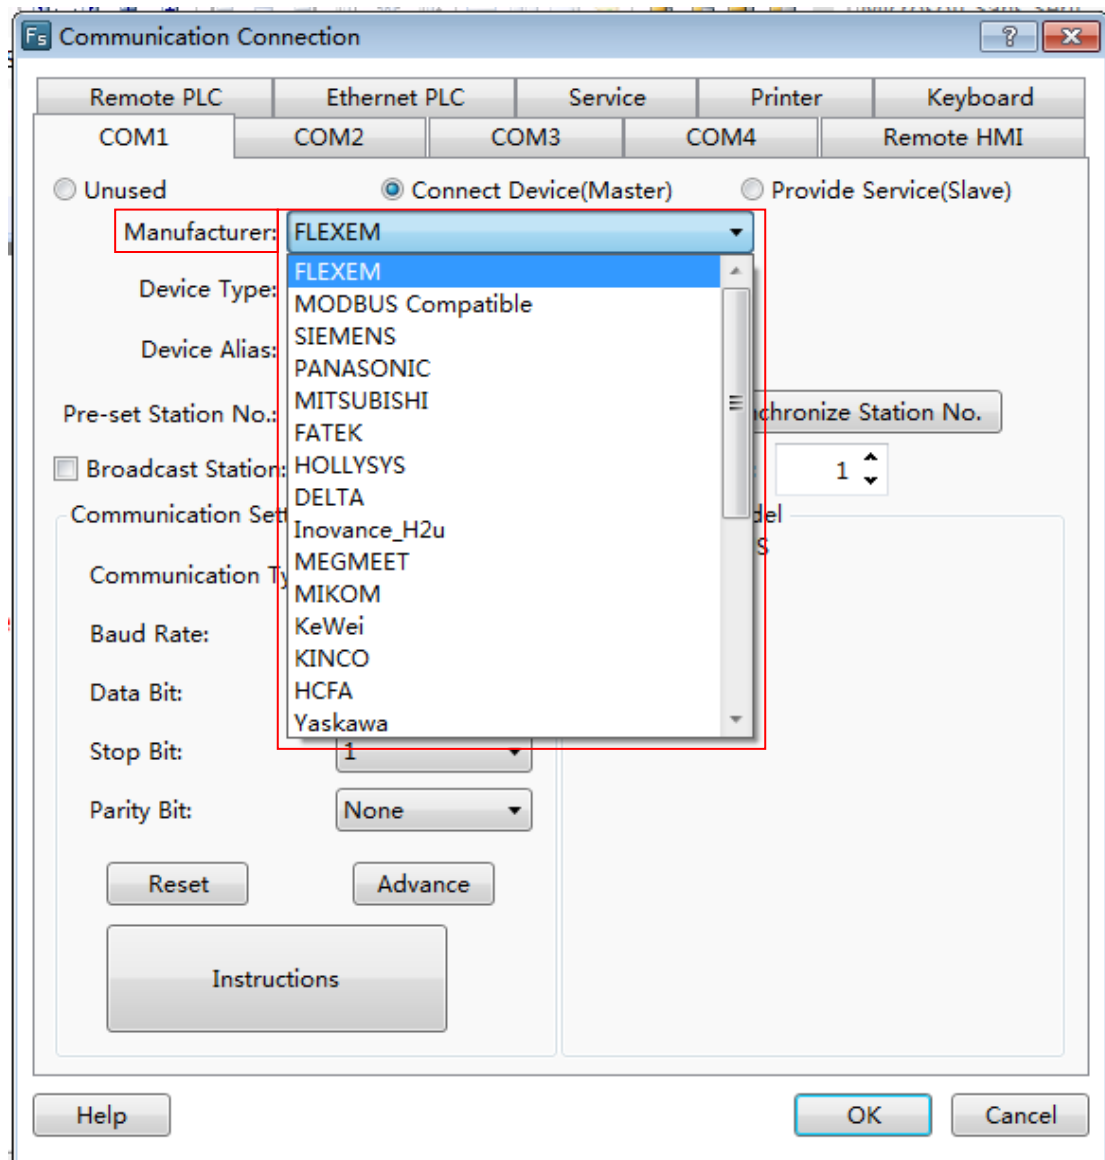 Fs Communication Connection
Remote PLC Ethernet PLC Service Printer Keyboard
COM1 COM2 COM3 COM4 Remote HMI
Unused Connect Device(Master) Provide Service(Slave)
Manufacturer: FLEXEM
FLEXEM
Device Type:
MODBUS Compatible
SIEMENS
Device Alias:
PANASONIC
MITSUBISHI
Pre-set Station No.: Station No.
FATEK
HOLLYSYS
Broadcast Station: 1
DELTA
Communication
Inovance_H2u
MEGMEET
Communication
MIKOM
KeWei
Baud Rate:
KINCO
Data Bit: HCFA
Yaskawa
Stop Bit: 1
Parity Bit: None
Reset Advance
Instructions
Help OK Cancel